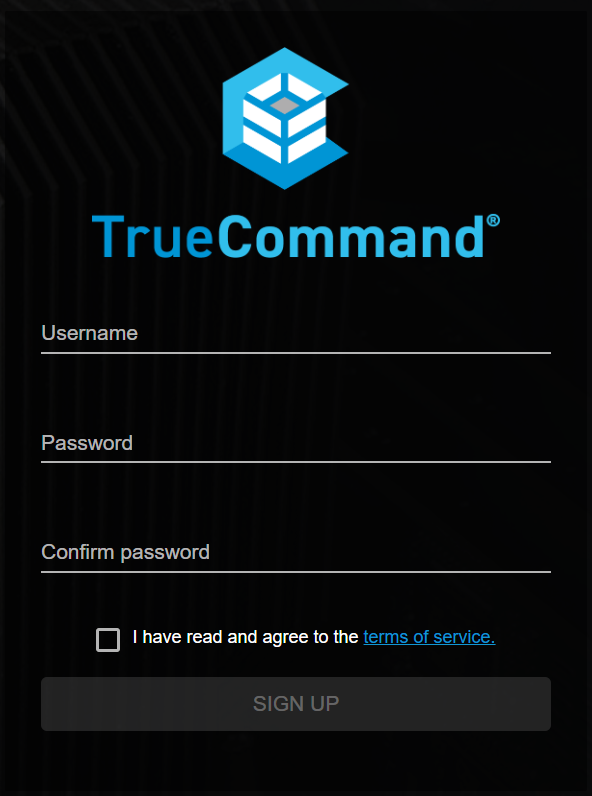 TrueCommand®
Username
Password
Confirm password
I have read and agree to the terms of service.
SIGN UP